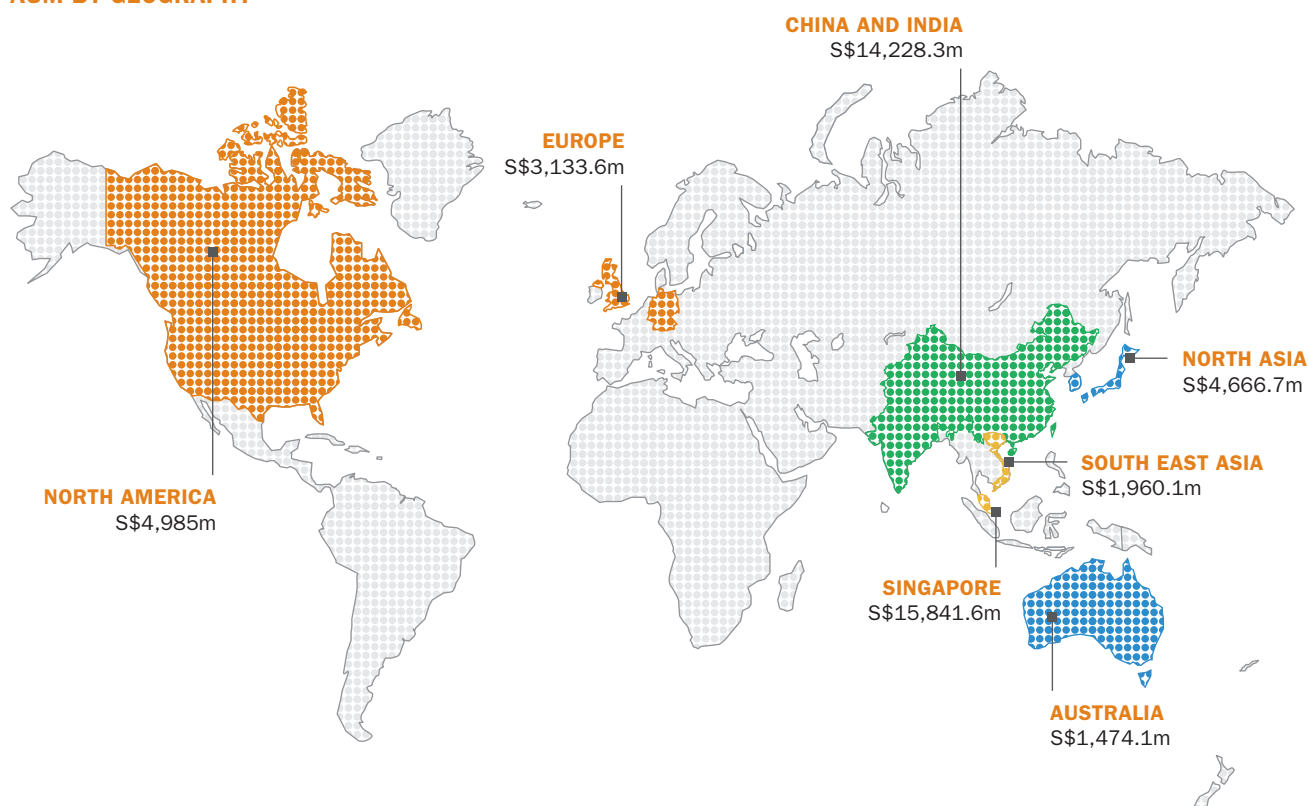 CHINA AND INDIA
S$14,228.3m
EUROPE
S$3,133.6m
NORTH ASIA
S$4,666.7m
SOUTH EAST ASIA
S$1,960.1m
NORTH AMERICA
S$4,985m
SINGAPORE
S$15,841.6m
AUSTRALIA
S$1,474.1m